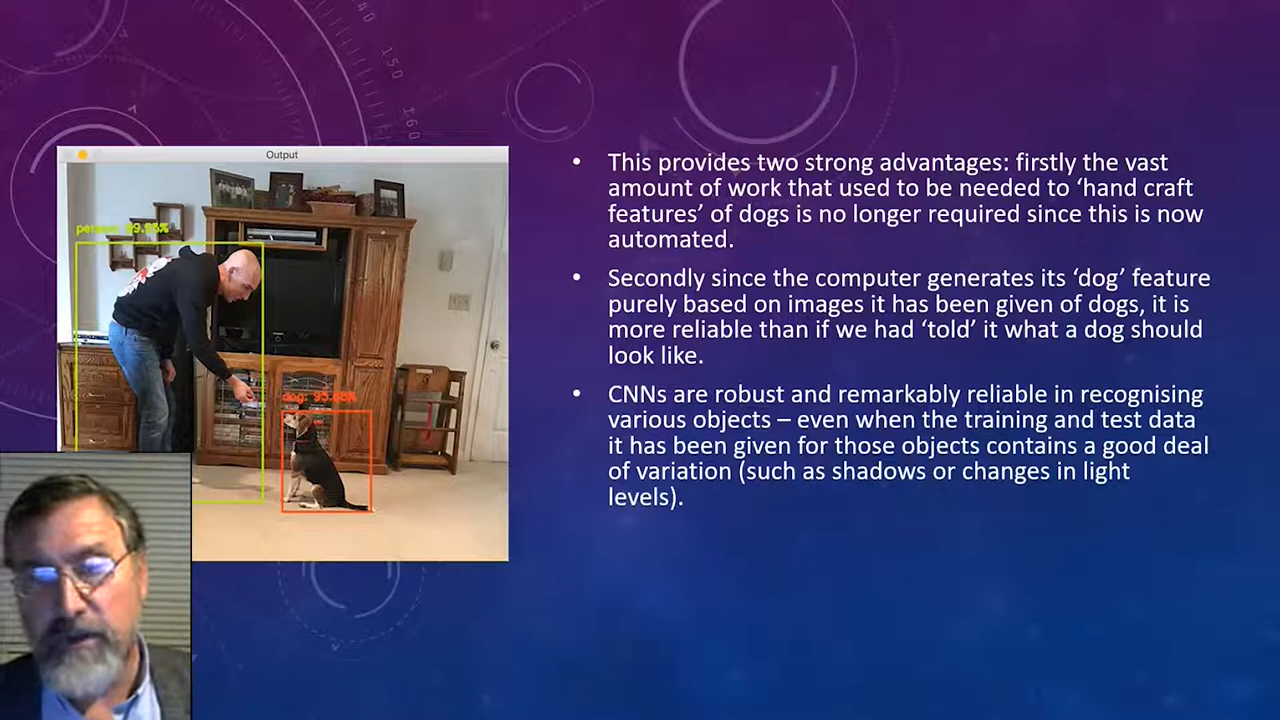 Output
150
160
person: 99.95%
This provides two strong advantages: firstly the vast
amount of work that used to be needed to ‘hand craft
features’ of dogs is no longer required since this is now
automated.
Secondly since the computer generates its ‘dog’ feature
purely based on images it has been given of dogs, it is
more reliable than if we had ‘told’ it what a dog should
look like.
CNNs are robust and remarkably reliable in recognising
various objects – even when the training and test data
it has been given for those objects contains a good deal
of variation (such as shadows or changes in light
levels).